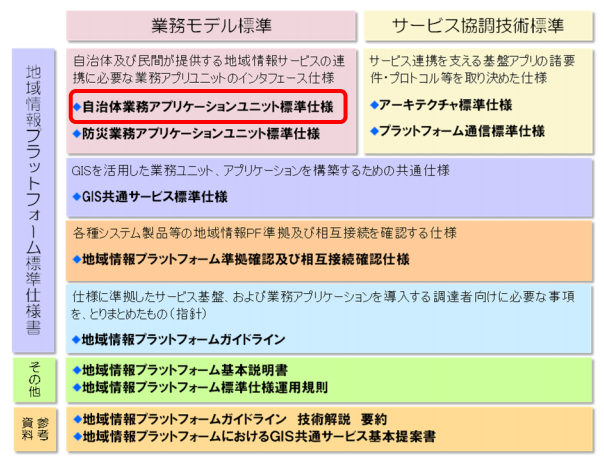 業務モデル標準
サービス協調技術標準
地域情報プラットフォーム標準仕様書
自治体及び民間が提供する地域情報サービスの連
携に必要な業務アプリユニットのインタフェース仕様
◆自治体業務アプリケーションユニット標準仕様
◆防災業務アプリケーションユニット標準仕様
サービス連携を支える基盤アプリの諸要
件・プロトコル等を取り決めた仕様
◆アーキテクチャ標準仕様
◆プラットフォーム通信標準仕様
GISを活用した業務ユニット、アプリケーションを構築するための共通仕様
◆GIS共通サービス標準仕様
各種システム製品等の地域情報PF準拠及び相互接続を確認する仕様
◆地域情報プラットフォーム準拠確認及び相互接続確認仕様
仕様に準拠したサービス基盤、および業務アプリケーションを導入する調達者向けに必要な事項
を、とりまとめたもの（指針）
◆地域情報プラットフォームガイドライン
その他
◆地域情報プラットフォーム基本説明書
◆地域情報プラットフォーム標準仕様運用規則
参考
資料
◆地域情報プラットフォームガイドライン　技術解説　要約
◆地域情報プラットフォームにおけるGIS共通サービス基本提案書